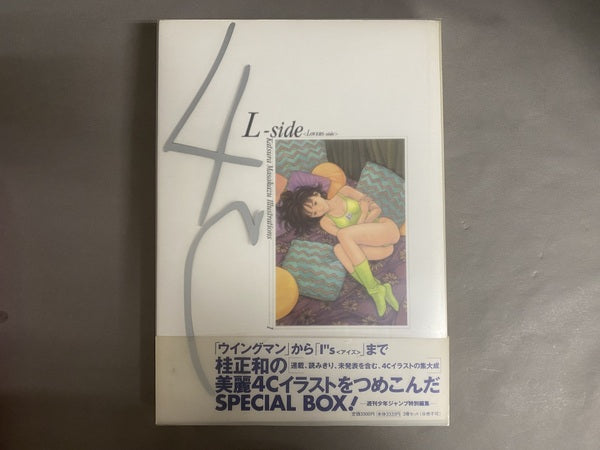 4C
L-side <LOVERS side>
Katsura Masakazu Illustrations
1
「ウイングマン」から「I"s<アイズ>」まで
桂正和の
連載、読みきり、未発表を含む、4Cイラストの集大成
美麗4Cイラストをつめこんだ
SPECIAL BOX!
—週刊少年ジャンプ特別編集—